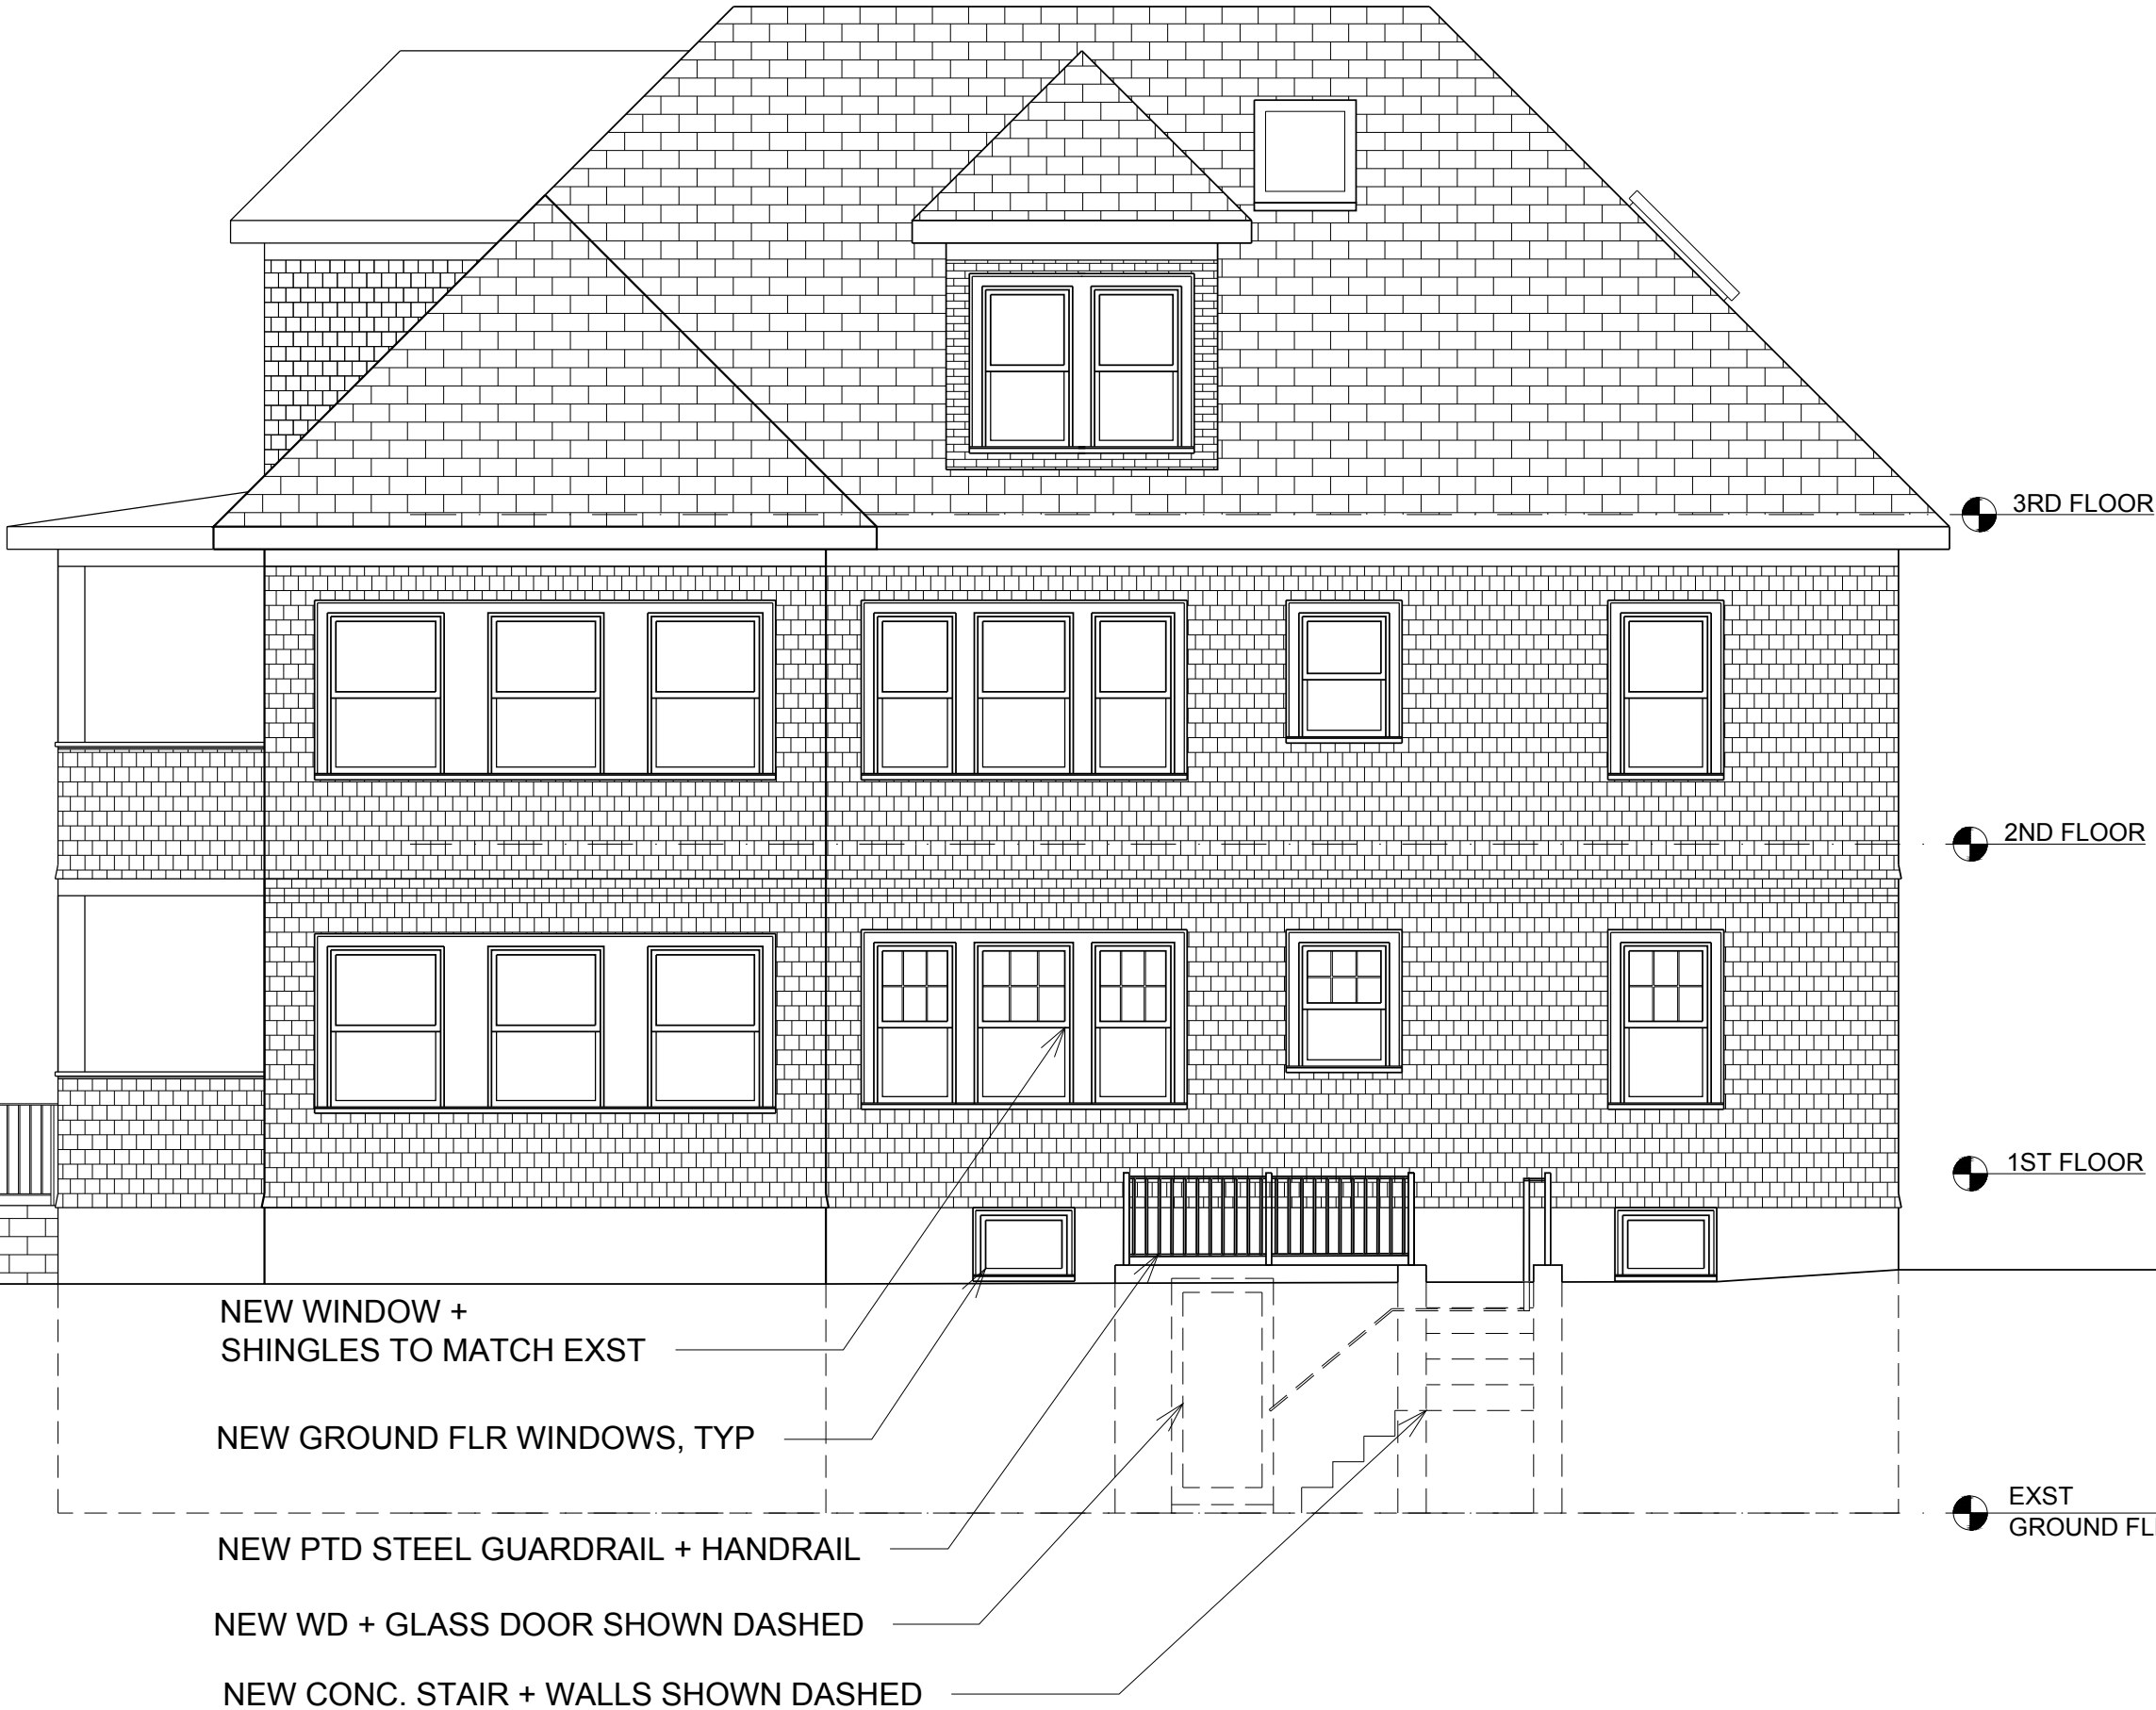 3RD FLOOR
2ND FLOOR
1ST FLOOR
NEW WINDOW +
SHINGLES TO MATCH EXST
NEW GROUND FLR WINDOWS, TYP
EXST
GROUND FL
NEW PTD STEEL GUARDRAIL + HANDRAIL
NEW WD + GLASS DOOR SHOWN DASHED
NEW CONC. STAIR + WALLS SHOWN DASHED